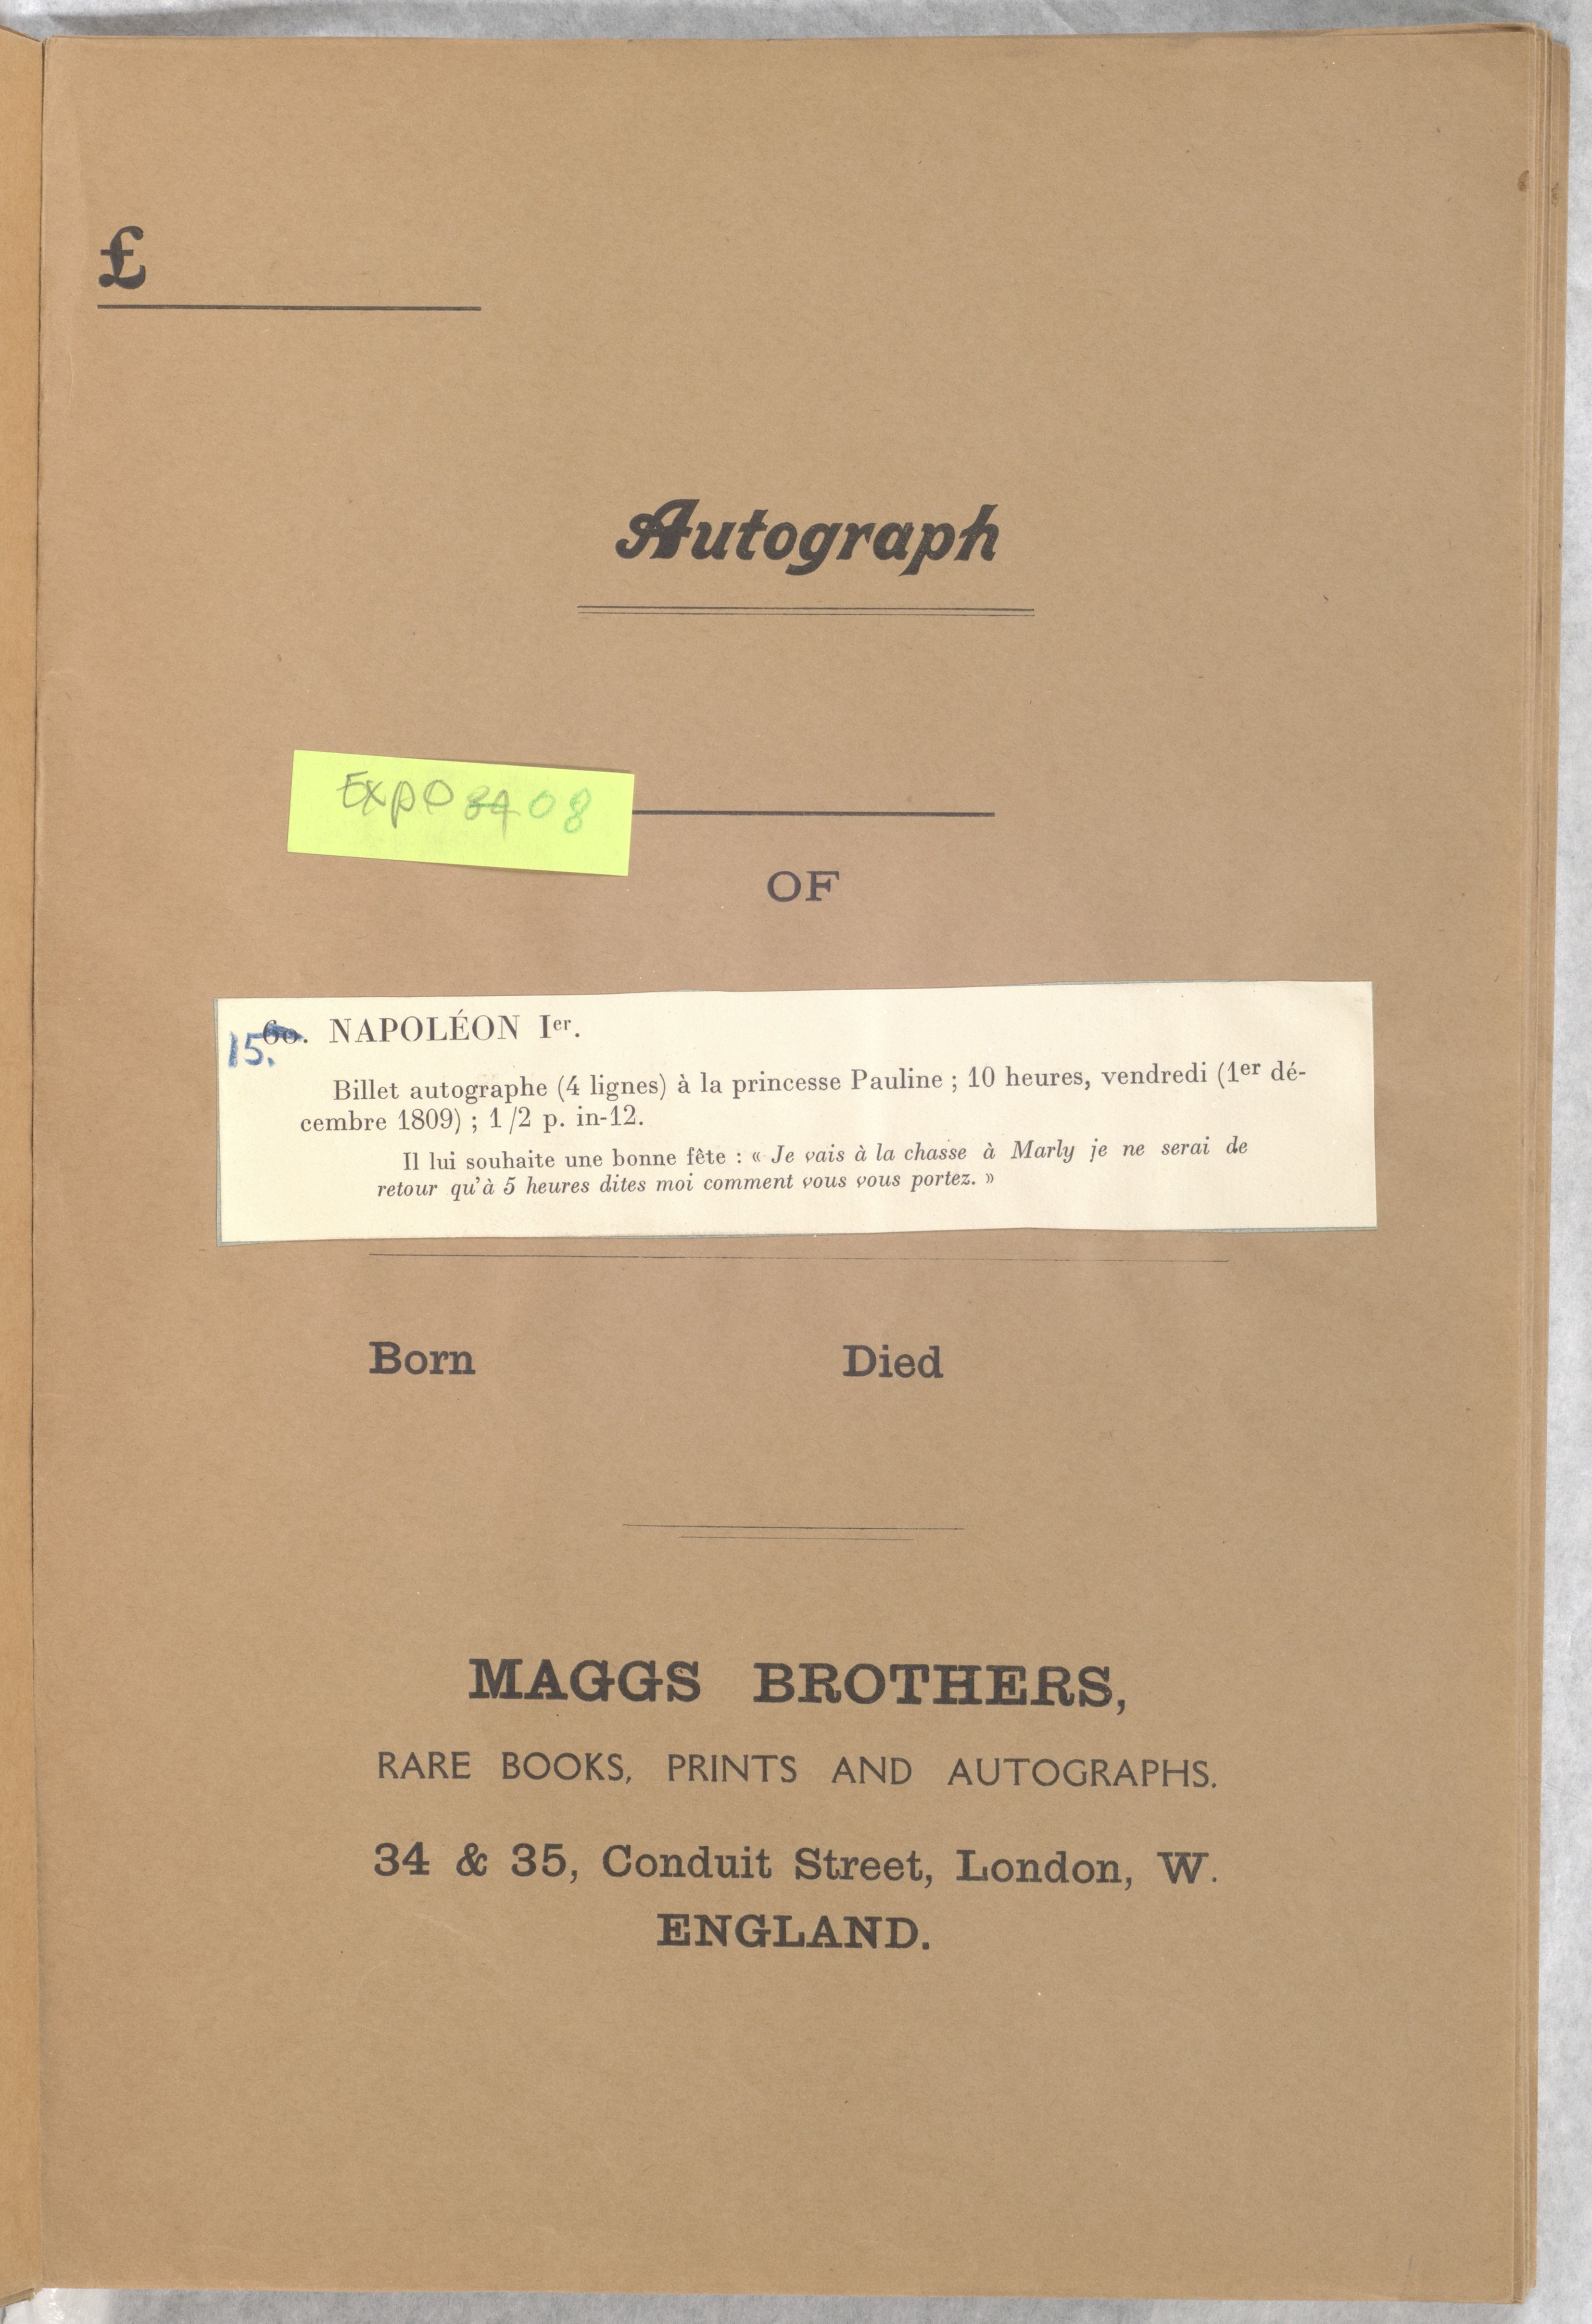 £
Autograph
Expo 34 08
OF
15. 60. NAPOLÉON Ier.
Billet autographe (4 lignes) à la princesse Pauline ; 10 heures, vendredi (1er dé-
cembre 1809) ; 1/2 p. in-12.
Il lui souhaite une bonne fête : « Je vais à la chasse à Marly je ne serai de
retour qu'à 5 heures dites moi comment vous vous portez. »
Born Died
MAGGS BROTHERS,
RARE BOOKS, PRINTS AND AUTOGRAPHS.
34 & 35, Conduit Street, London, W.
ENGLAND.